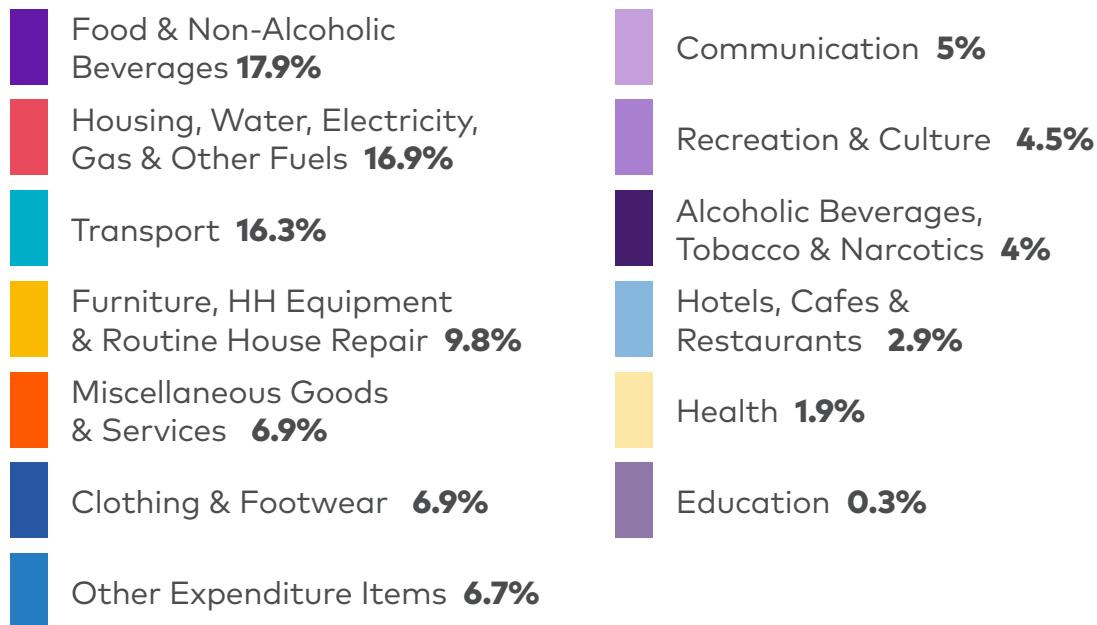 Food & Non-Alcoholic
Beverages 17.9%
Housing, Water, Electricity,
Gas & Other Fuels 16.9%
Transport 16.3%
Furniture, HH Equipment
& Routine House Repair 9.8%
Miscellaneous Goods
& Services 6.9%
Clothing & Footwear 6.9%
Other Expenditure Items 6.7%
Communication 5%
Recreation & Culture 4.5%
Alcoholic Beverages,
Tobacco & Narcotics 4%
Hotels, Cafes &
Restaurants 2.9%
Health 1.9%
Education 0.3%